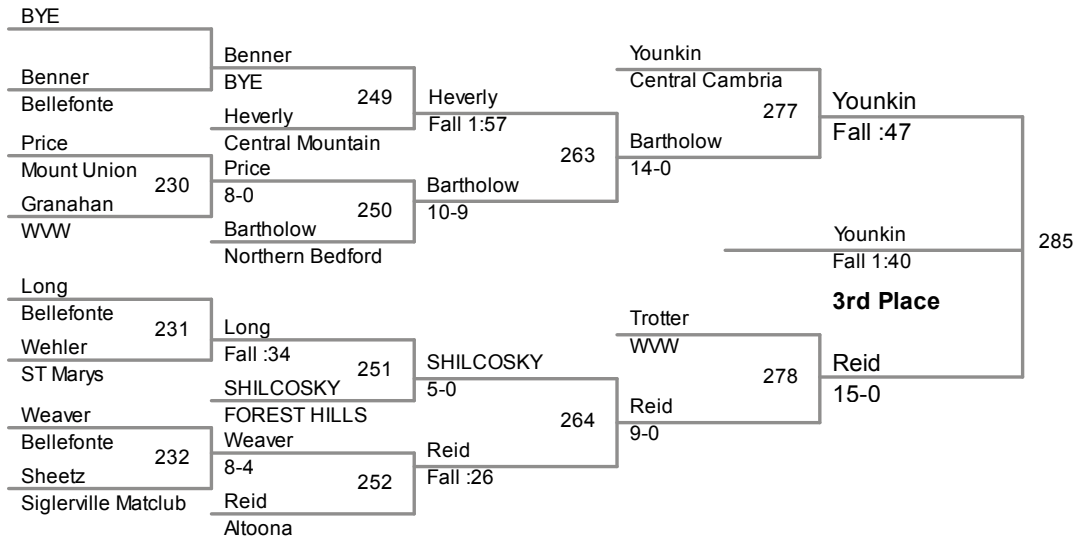 BYE
Benner
Bellefonte
Price
Mount Union
230
Granahan
WVW
Long
Bellefonte
231
Wehler
ST Marys
Weaver
Bellefonte
232
Sheetz
Siglerville Matclub
Benner
BYE
249
Heverly
Central Mountain
Price
8-0
250
Bartholow
Northern Bedford
Long
Fall :34
251
SHILCOSKY
FOREST HILLS
Weaver
8-4
252
Reid
Altoona
Heverly
Fall 1:57
263
Bartholow
10-9
SHILCOSKY
5-0
264
Reid
Fall :26
Younkin
Central Cambria
277
Bartholow
14-0
Trotter
WVW
278
Reid
9-0
Younkin
Fall :47
Younkin
Fall 1:40
285
3rd Place
Reid
15-0